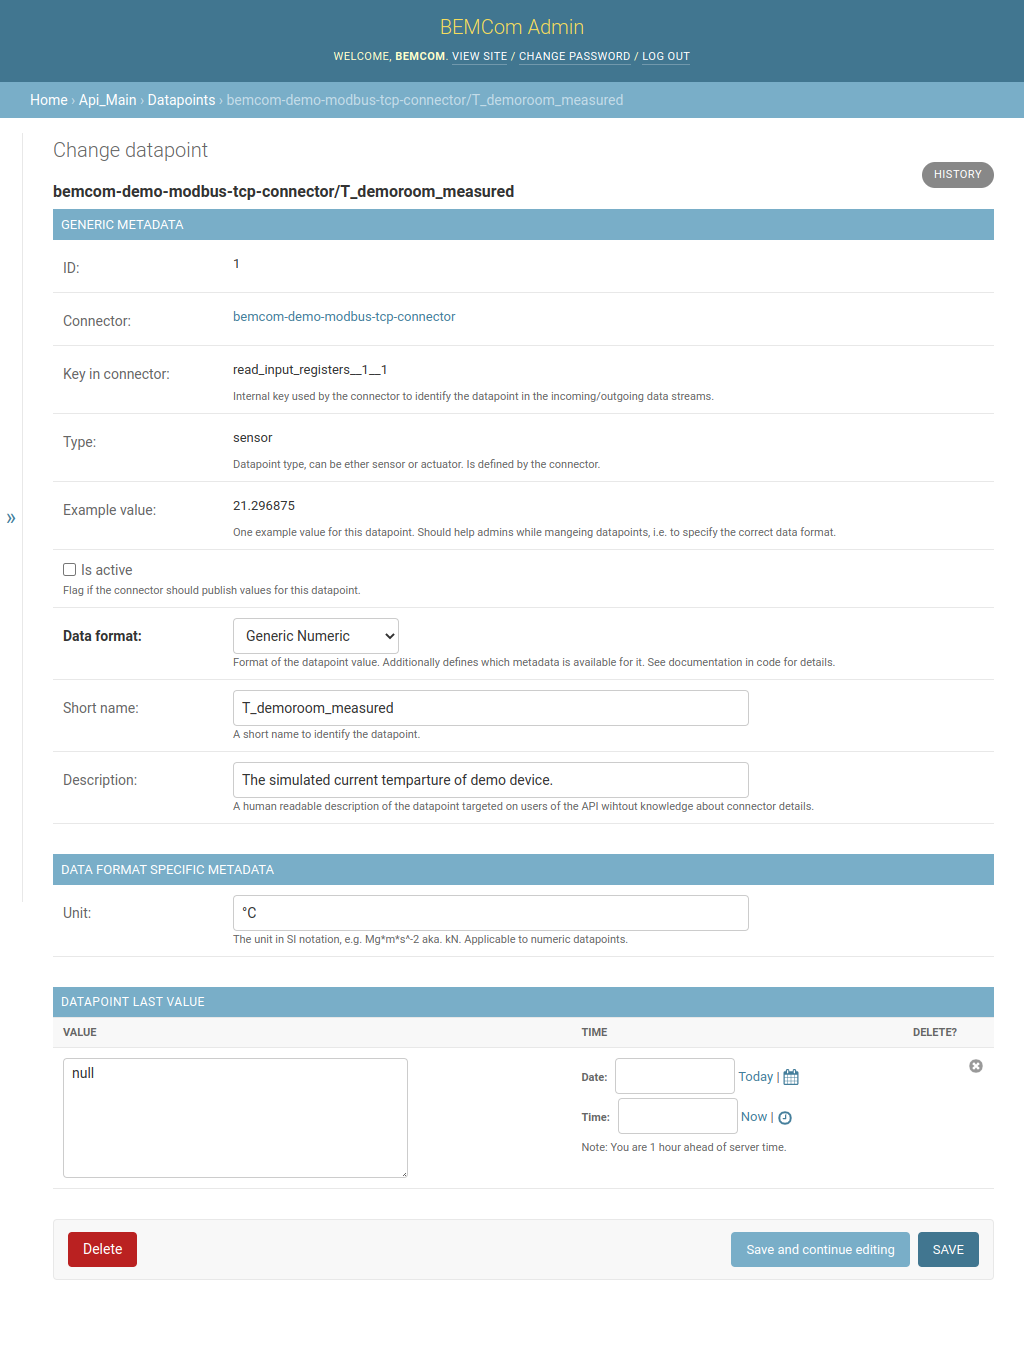 BEMCom Admin
WELCOME, BEMCOM. VIEW SITE / CHANGE PASSWORD / LOG OUT
Home › Api_Main › Datapoints › bemcom-demo-modbus-tcp-connector/T_demoroom_measured
Change datapoint
HISTORY
bemcom-demo-modbus-tcp-connector/T_demoroom_measured
GENERIC METADATA
ID: 1
Connector: bemcom-demo-modbus-tcp-connector
Key in connector: read_input_registers__1__1
Internal key used by the connector to identify the datapoint in the incoming/outgoing data streams.
Type: sensor
Datapoint type, can be ether sensor or actuator. Is defined by the connector.
Example value: 21.296875
One example value for this datapoint. Should help admins while mangeing datapoints, i.e. to specify the correct data format.
»
Is active
Flag if the connector should publish values for this datapoint.
Data format: Generic Numeric
Format of the datapoint value. Additionally defines which metadata is available for it. See documentation in code for details.
Short name: T_demoroom_measured
A short name to identify the datapoint.
Description: The simulated current temparture of demo device.
A human readable description of the datapoint targeted on users of the API wihtout knowledge about connector details.
DATA FORMAT SPECIFIC METADATA
Unit: °C
The unit in SI notation, e.g. Mg*m*s^-2 aka. kN. Applicable to numeric datapoints.
DATAPOINT LAST VALUE
VALUE TIME DELETE?
null
Date: Today |
Time: Now |
Note: You are 1 hour ahead of server time.
Delete Save and continue editing SAVE